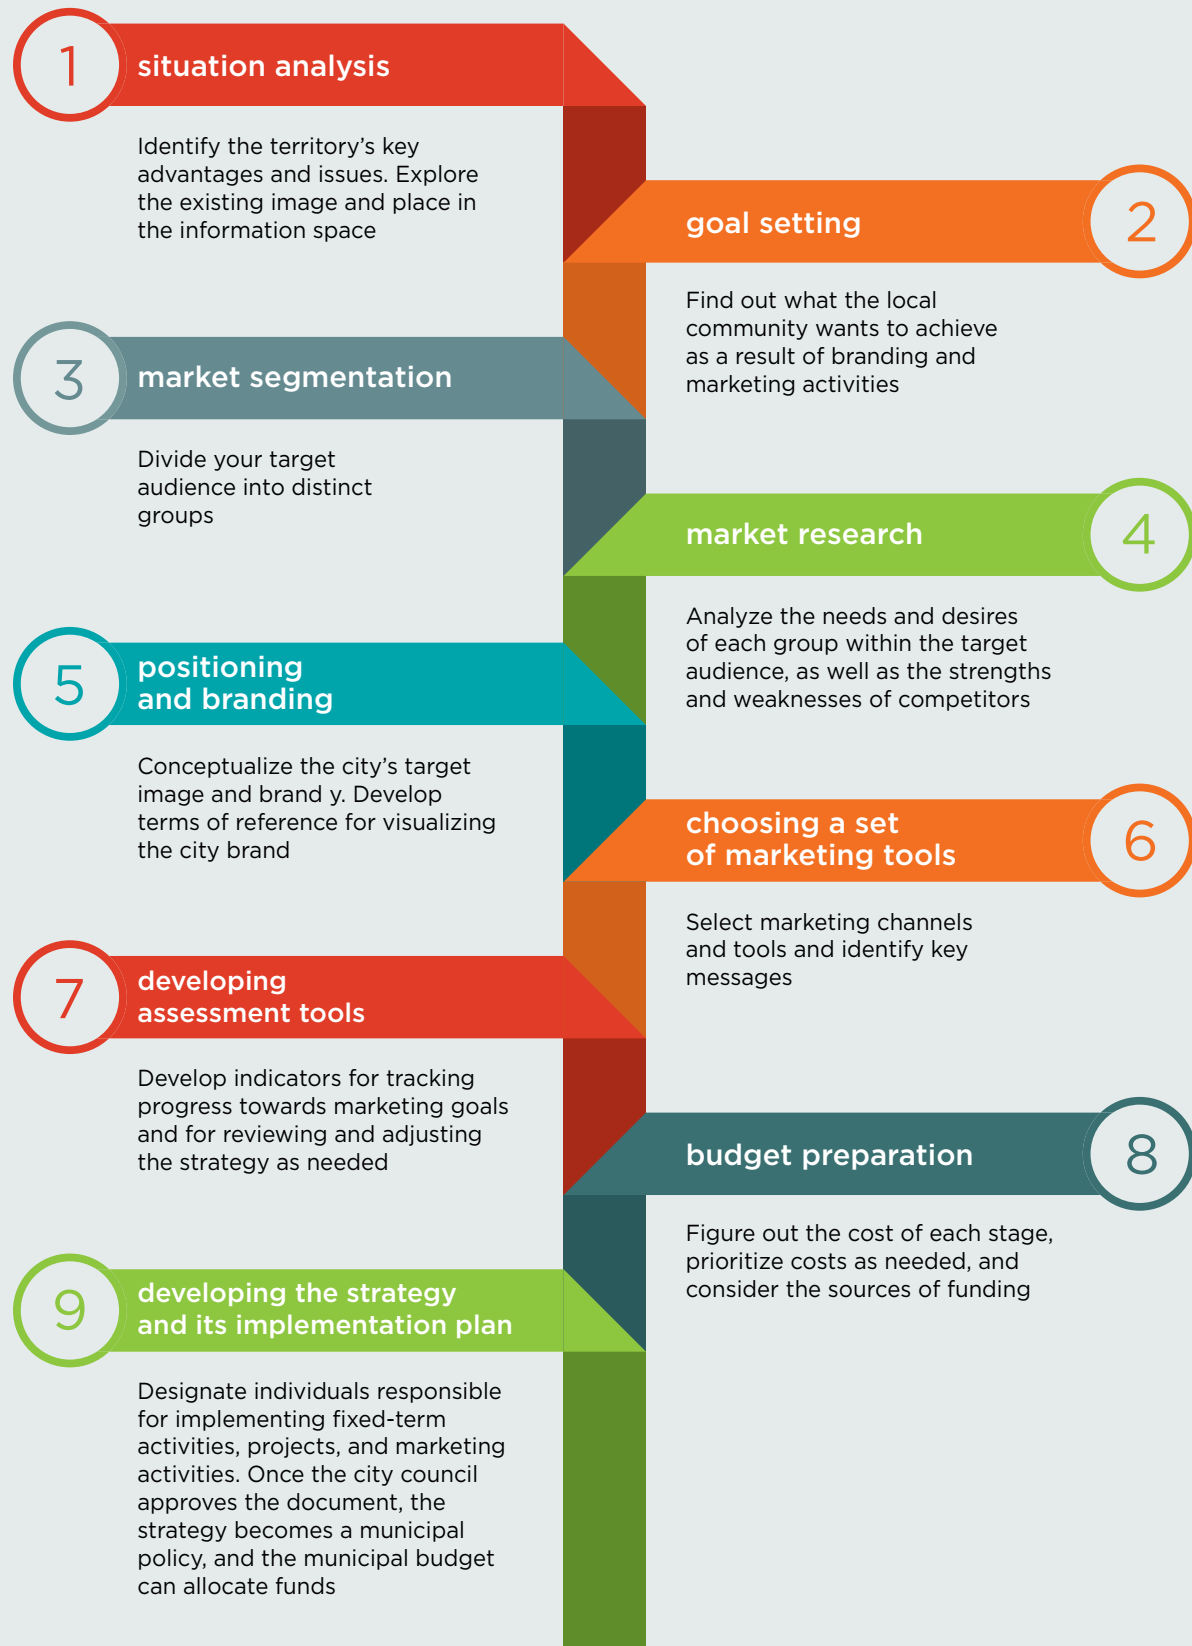 1
situation analysis
Identify the territory’s key
advantages and issues. Explore
the existing image and place in
the information space
2
goal setting
Find out what the local
community wants to achieve
as a result of branding and
marketing activities
3
market segmentation
Divide your target
audience into distinct
groups
4
market research
Analyze the needs and desires
of each group within the target
audience, as well as the strengths
and weaknesses of competitors
5
positioning
and branding
Conceptualize the city’s target
image and brand y. Develop
terms of reference for visualizing
the city brand
6
choosing a set
of marketing tools
Select marketing channels
and tools and identify key
messages
7
developing
assessment tools
Develop indicators for tracking
progress towards marketing goals
and for reviewing and adjusting
the strategy as needed
8
budget preparation
Figure out the cost of each stage,
prioritize costs as needed, and
consider the sources of funding
9
developing the strategy
and its implementation plan
Designate individuals responsible
for implementing fixed-term
activities, projects, and marketing
activities. Once the city council
approves the document, the
strategy becomes a municipal
policy, and the municipal budget
can allocate funds